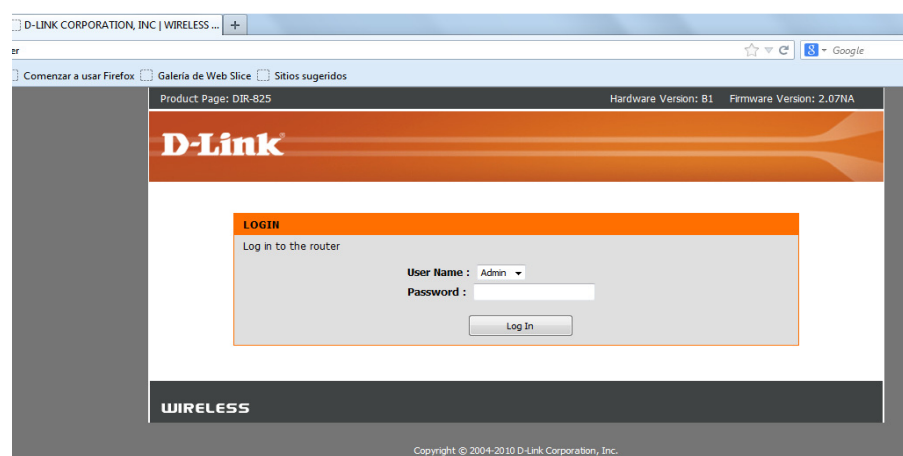 D-LINK CORPORATION, INC | WIRELESS ... +
er
8 Google
Comenzar a usar Firefox Galería de Web Slice Sitios sugeridos
Product Page: DIR-825 Hardware Version: B1 Firmware Version: 2.07NA
D-Link
LOGIN
Log in to the router
User Name : Admin
Password :
Log In
WIRELESS
Copyright © 2004-2010 D-Link Corporation, Inc.